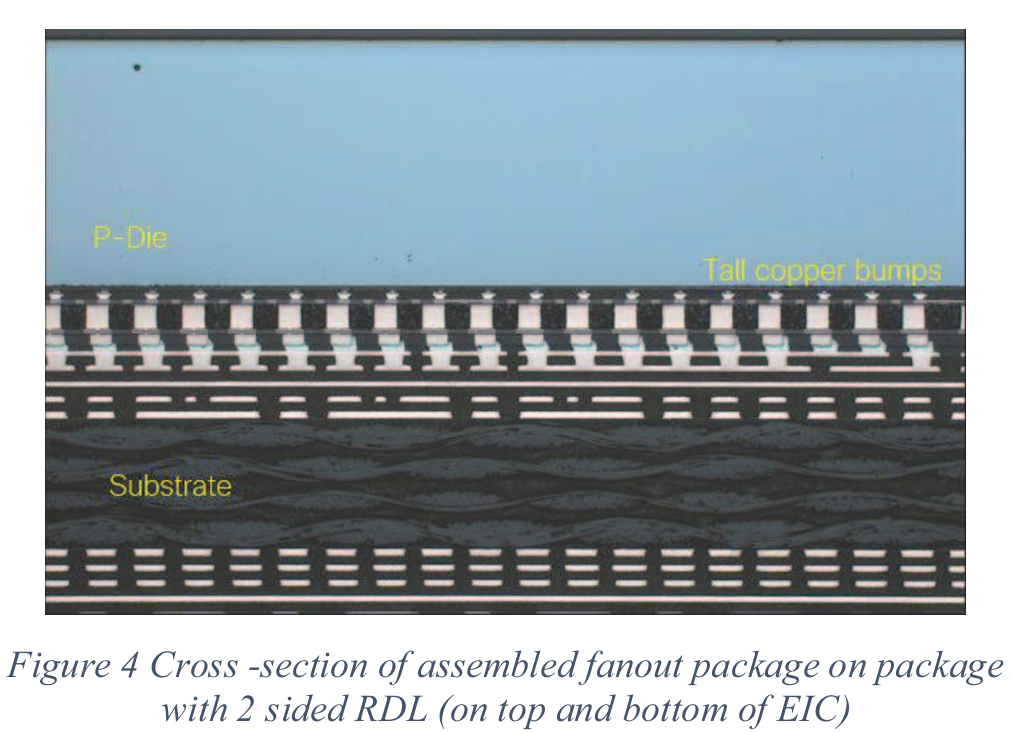 P-Die
Tall copper bumps
Substrate
Figure 4 Cross -section of assembled fanout package on package
with 2 sided RDL (on top and bottom of EIC)